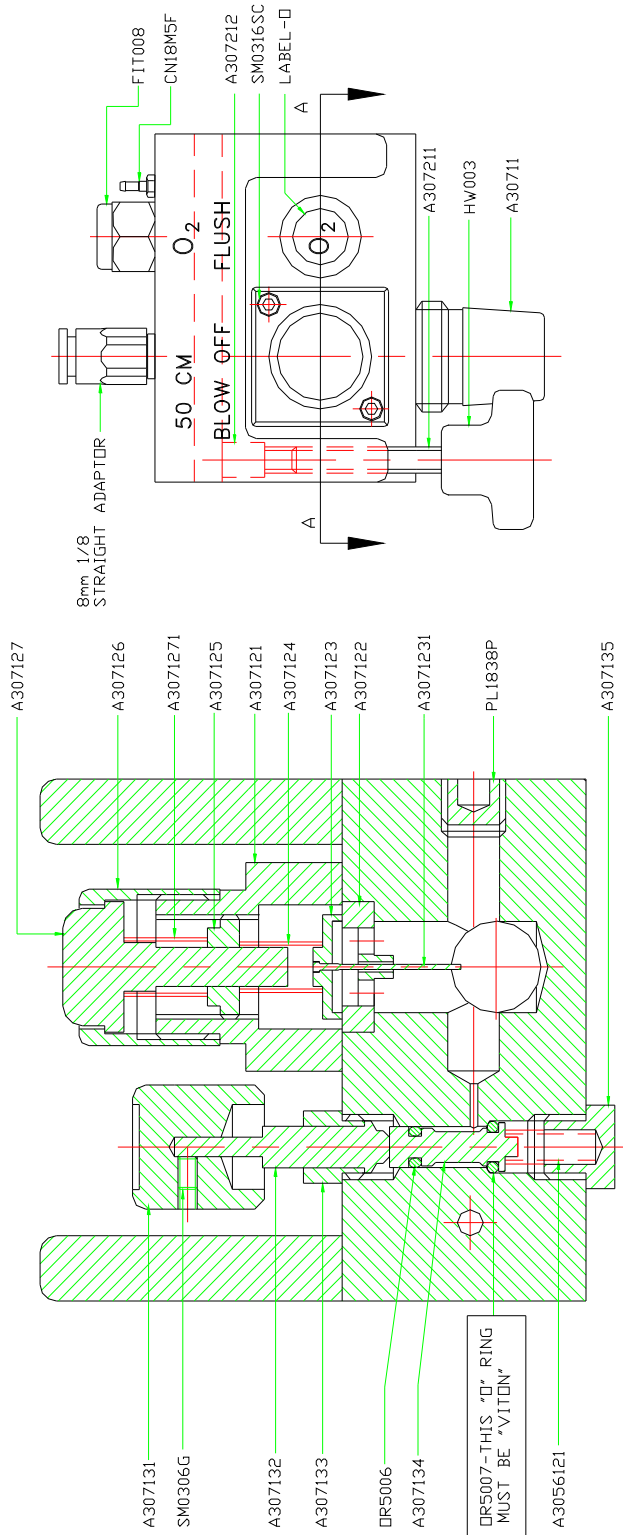 A307127
A307126
A3071271
A307125
A307121
A307124
A307123
A307122
A3071231
PL1838P
A307135
A307131
SM0306G
A307132
A307133
OR5006
A307134
OR5007-THIS "O" RING
MUST BE "VITON"
A3056121
8mm 1/8
STRAIGHT ADAPTOR
FIT008
CN18M5F
A307212
SM0316SC
LABEL-O
50 CM O2
BLOW OFF FLUSH
O2
A
A
A307211
HW003
A30711